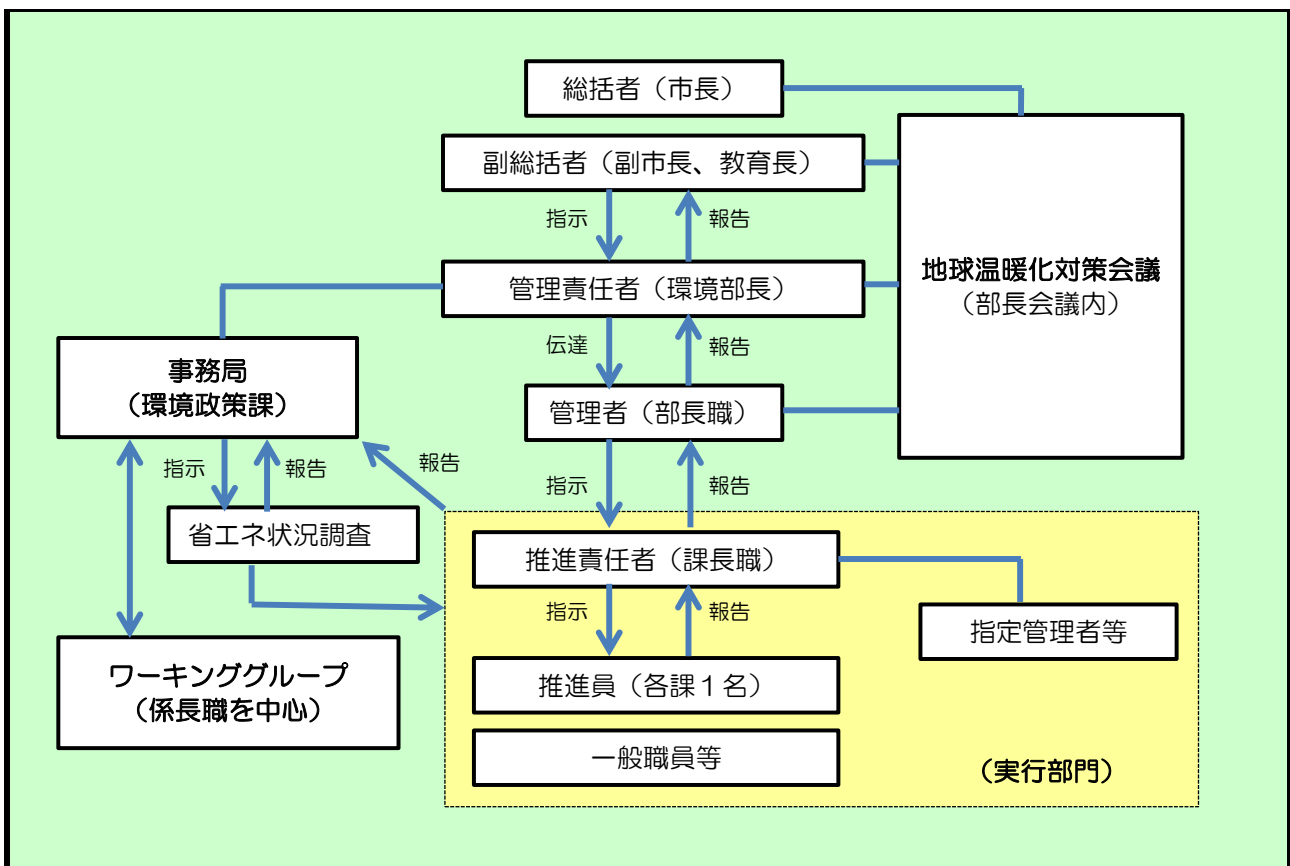 総括者（市長）
副総括者（副市長、教育長）
指示
報告
管理責任者（環境部長）
地球温暖化対策会議
（部長会議内）
伝達
報告
事務局
（環境政策課）
管理者（部長職）
指示
報告
報告
指示
報告
省エネ状況調査
推進責任者（課長職）
指示
報告
指定管理者等
ワーキンググループ
（係長職を中心）
推進員（各課１名）
一般職員等
（実行部門）